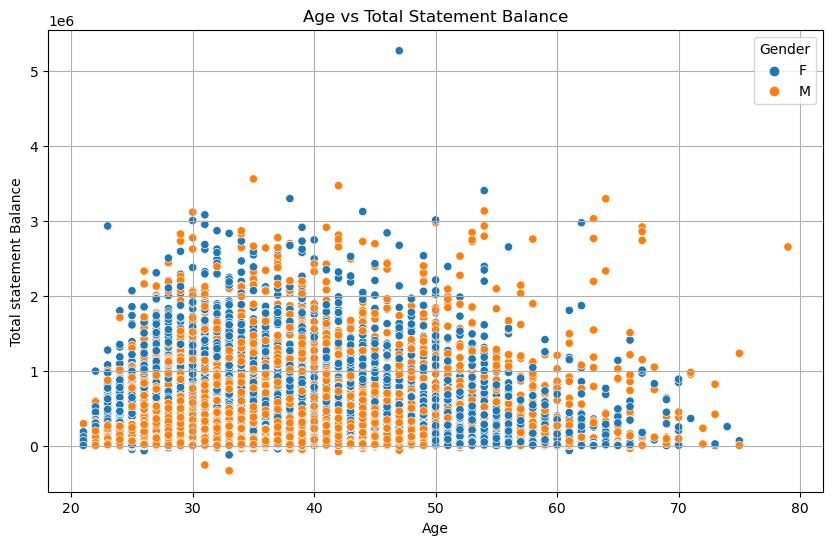 Age vs Total Statement Balance
1e6
Gender
F
M
5
4
3
2
1
0
Total statement Balance
20 30 40 50 60 70 80
Age